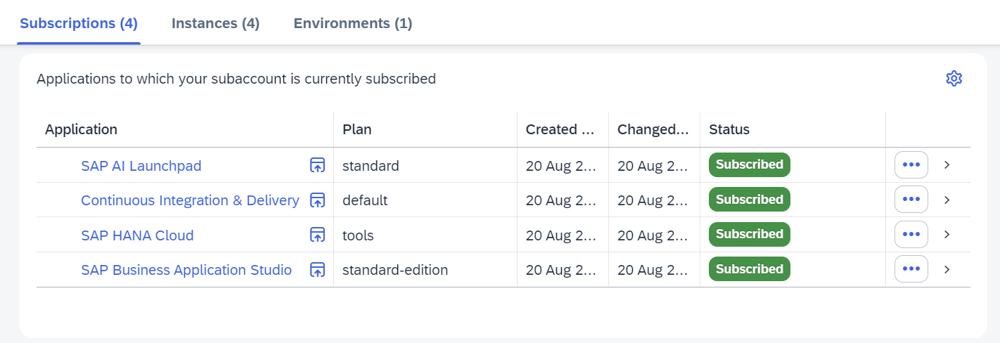 Subscriptions (4) Instances (4) Environments (1)
Applications to which your subaccount is currently subscribed
Application Plan Created ... Changed... Status
SAP AI Launchpad standard 20 Aug 2... 20 Aug 2... Subscribed
Continuous Integration & Delivery default 20 Aug 2... 20 Aug 2... Subscribed
SAP HANA Cloud tools 20 Aug 2... 20 Aug 2... Subscribed
SAP Business Application Studio standard-edition 20 Aug 2... 20 Aug 2... Subscribed